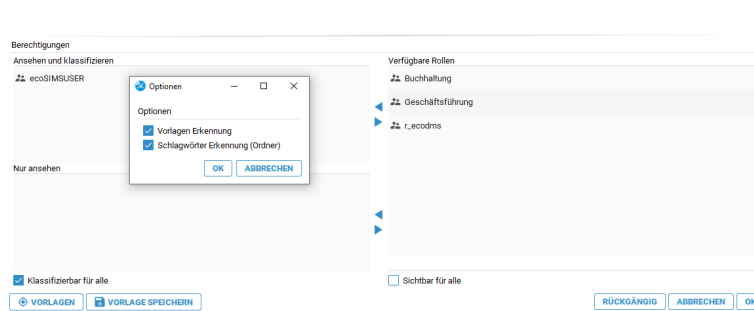 Berechtigungen
Ansehen und klassifizieren
ecoSIMSUSER
Nur ansehen
Klassifizierbar für alle
VORLAGEN
VORLAGE SPEICHERN
Optionen
Optionen
Vorlagen Erkennung
Schlagwörter Erkennung (Ordner)
OK
ABBRECHEN
Verfügbare Rollen
Buchhaltung
Geschäftsführung
r_ecodms
Sichtbar für alle
RÜCKGÄNGIG
ABBRECHEN
OK